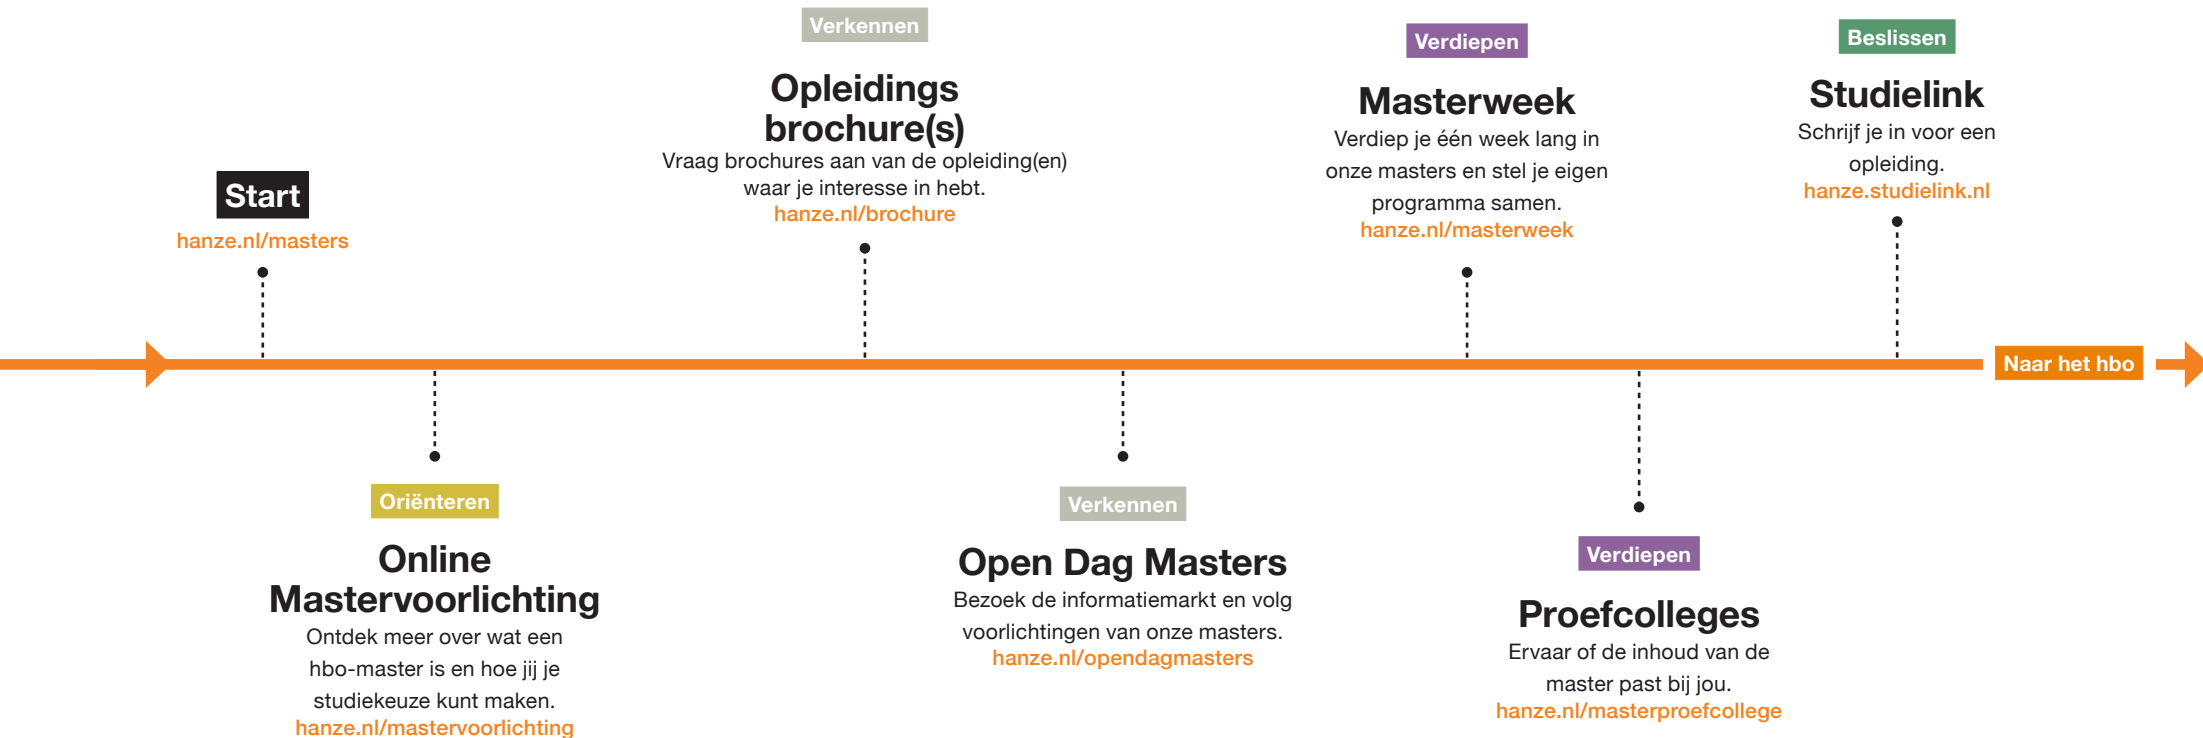 Start
hanze.nl/masters
Oriënteren
Online
Mastervoorlichting
Ontdek meer over wat een
hbo-master is en hoe jij je
studiekeuze kunt maken.
hanze.nl/mastervoorlichting
Verkennen
Opleidings
brochure(s)
Vraag brochures aan van de opleiding(en)
waar je interesse in hebt.
hanze.nl/brochure
Verkennen
Open Dag Masters
Bezoek de informatiemarkt en volg
voorlichtingen van onze masters.
hanze.nl/opendagmasters
Verdiepen
Masterweek
Verdiep je één week lang in
onze masters en stel je eigen
programma samen.
hanze.nl/masterweek
Verdiepen
Proefcolleges
Ervaar of de inhoud van de
master past bij jou.
hanze.nl/masterproefcollege
Beslissen
Studielink
Schrijf je in voor een
opleiding.
hanze.studielink.nl
Naar het hbo